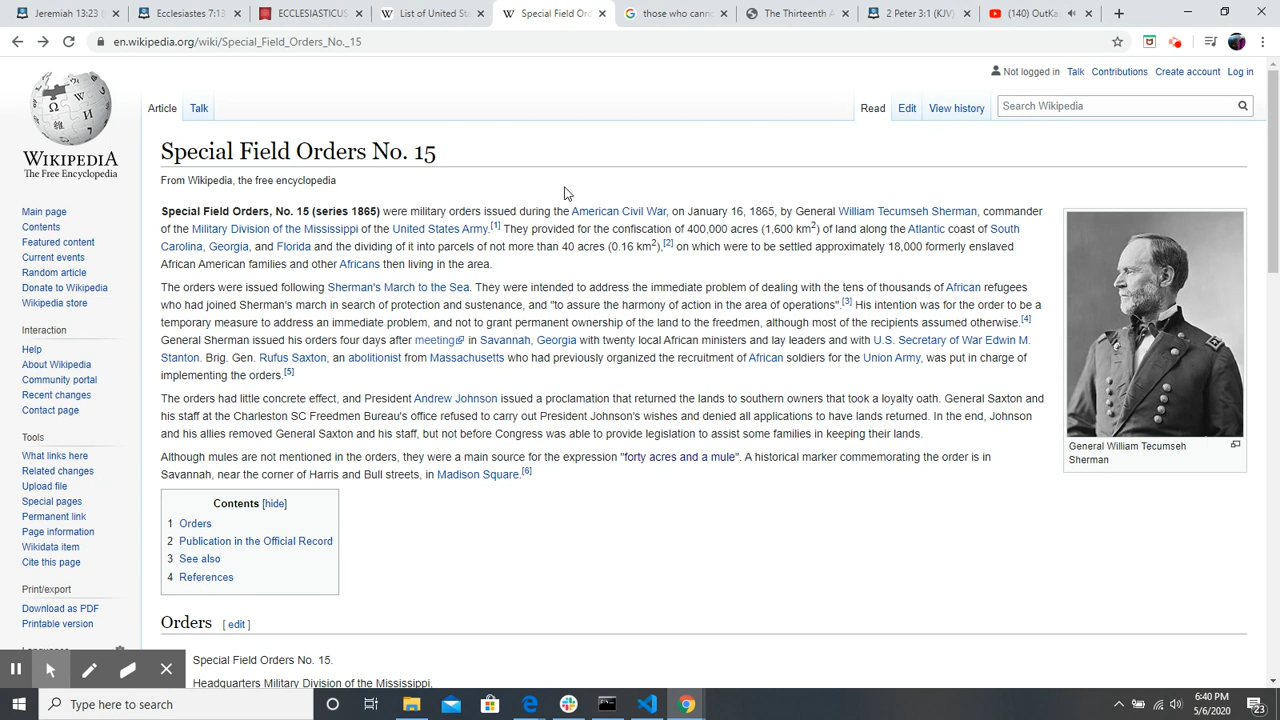 Jeremiah 13:23 (
Ecclesiastes 7:13
ECCLESIASTICUS
List of United St
Special Field Ord
those who cann
The Thirteenth A
2 Peter 3:1 (KJV)
(140) OutKa
en.wikipedia.org/wiki/Special_Field_Orders_No._15
Not logged in Talk Contributions Create account Log in
Article Talk Read Edit View history Search Wikipedia
WIKIPEDIA
The Free Encyclopedia
Main page
Contents
Featured content
Current events
Random article
Donate to Wikipedia
Wikipedia store
Interaction
Help
About Wikipedia
Community portal
Recent changes
Contact page
Tools
What links here
Related changes
Upload file
Special pages
Permanent link
Page information
Wikidata item
Cite this page
Print/export
Download as PDF
Printable version
Special Field Orders No. 15
From Wikipedia, the free encyclopedia
Special Field Orders, No. 15 (series 1865) were military orders issued during the American Civil War, on January 16, 1865, by General William Tecumseh Sherman, commander
of the Military Division of the Mississippi of the United States Army.[1] They provided for the confiscation of 400,000 acres (1,600 km2) of land along the Atlantic coast of South
Carolina, Georgia, and Florida and the dividing of it into parcels of not more than 40 acres (0.16 km2),[2] on which were to be settled approximately 18,000 formerly enslaved
African American families and other Africans then living in the area.
The orders were issued following Sherman's March to the Sea. They were intended to address the immediate problem of dealing with the tens of thousands of African refugees
who had joined Sherman's march in search of protection and sustenance, and "to assure the harmony of action in the area of operations" [3] His intention was for the order to be a
temporary measure to address an immediate problem, and not to grant permanent ownership of the land to the freedmen, although most of the recipients assumed otherwise.[4]
General Sherman issued his orders four days after meeting in Savannah, Georgia with twenty local African ministers and lay leaders and with U.S. Secretary of War Edwin M.
Stanton. Brig. Gen. Rufus Saxton, an abolitionist from Massachusetts who had previously organized the recruitment of African soldiers for the Union Army, was put in charge of
implementing the orders.[5]
The orders had little concrete effect, and President Andrew Johnson issued a proclamation that returned the lands to southern owners that took a loyalty oath. General Saxton and
his staff at the Charleston SC Freedmen Bureau's office refused to carry out President Johnson's wishes and denied all applications to have lands returned. In the end, Johnson
and his allies removed General Saxton and his staff, but not before Congress was able to provide legislation to assist some families in keeping their lands.
Although mules are not mentioned in the orders, they were a main source for the expression "forty acres and a mule". A historical marker commemorating the order is in
Savannah, near the corner of Harris and Bull streets, in Madison Square.[6]
General William Tecumseh
Sherman
Contents [hide]
1 Orders
2 Publication in the Official Record
3 See also
4 References
Orders [ edit ]
Special Field Orders No. 15.
Headquarters Military Division of the Mississippi,
Type here to search
6:40 PM
5/6/2020
23